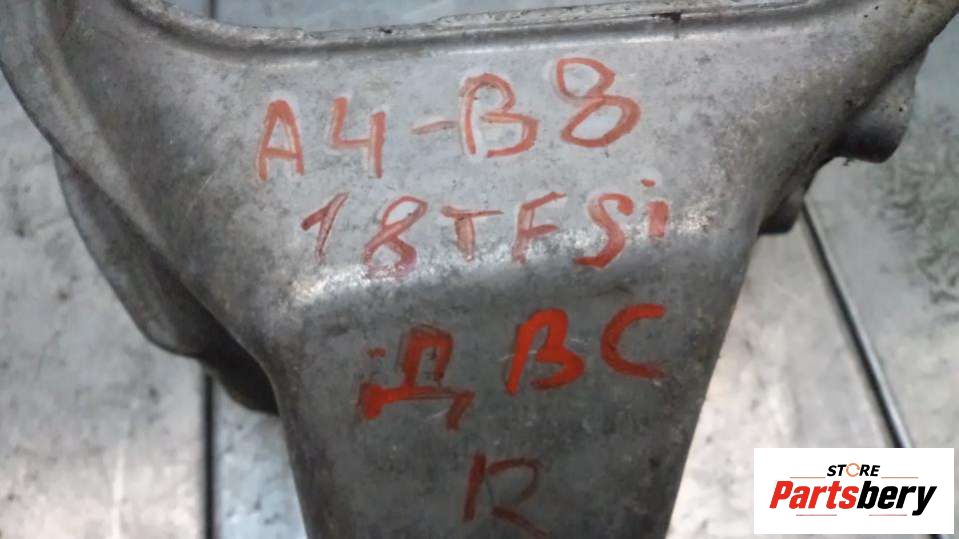 A4-B8
18TFSi
ДВС
R
STORE
Partsbery